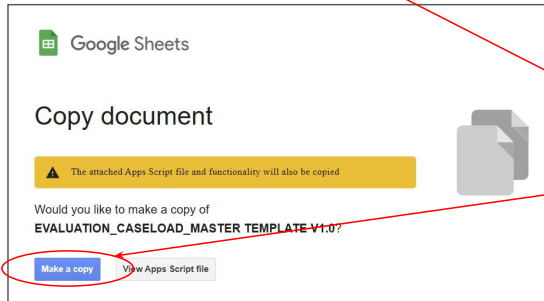 Google Sheets
Copy document
The attached Apps Script file and functionality will also be copied
Would you like to make a copy of
EVALUATION_CASELOAD_MASTER TEMPLATE V1.0?
Make a copy View Apps Script file